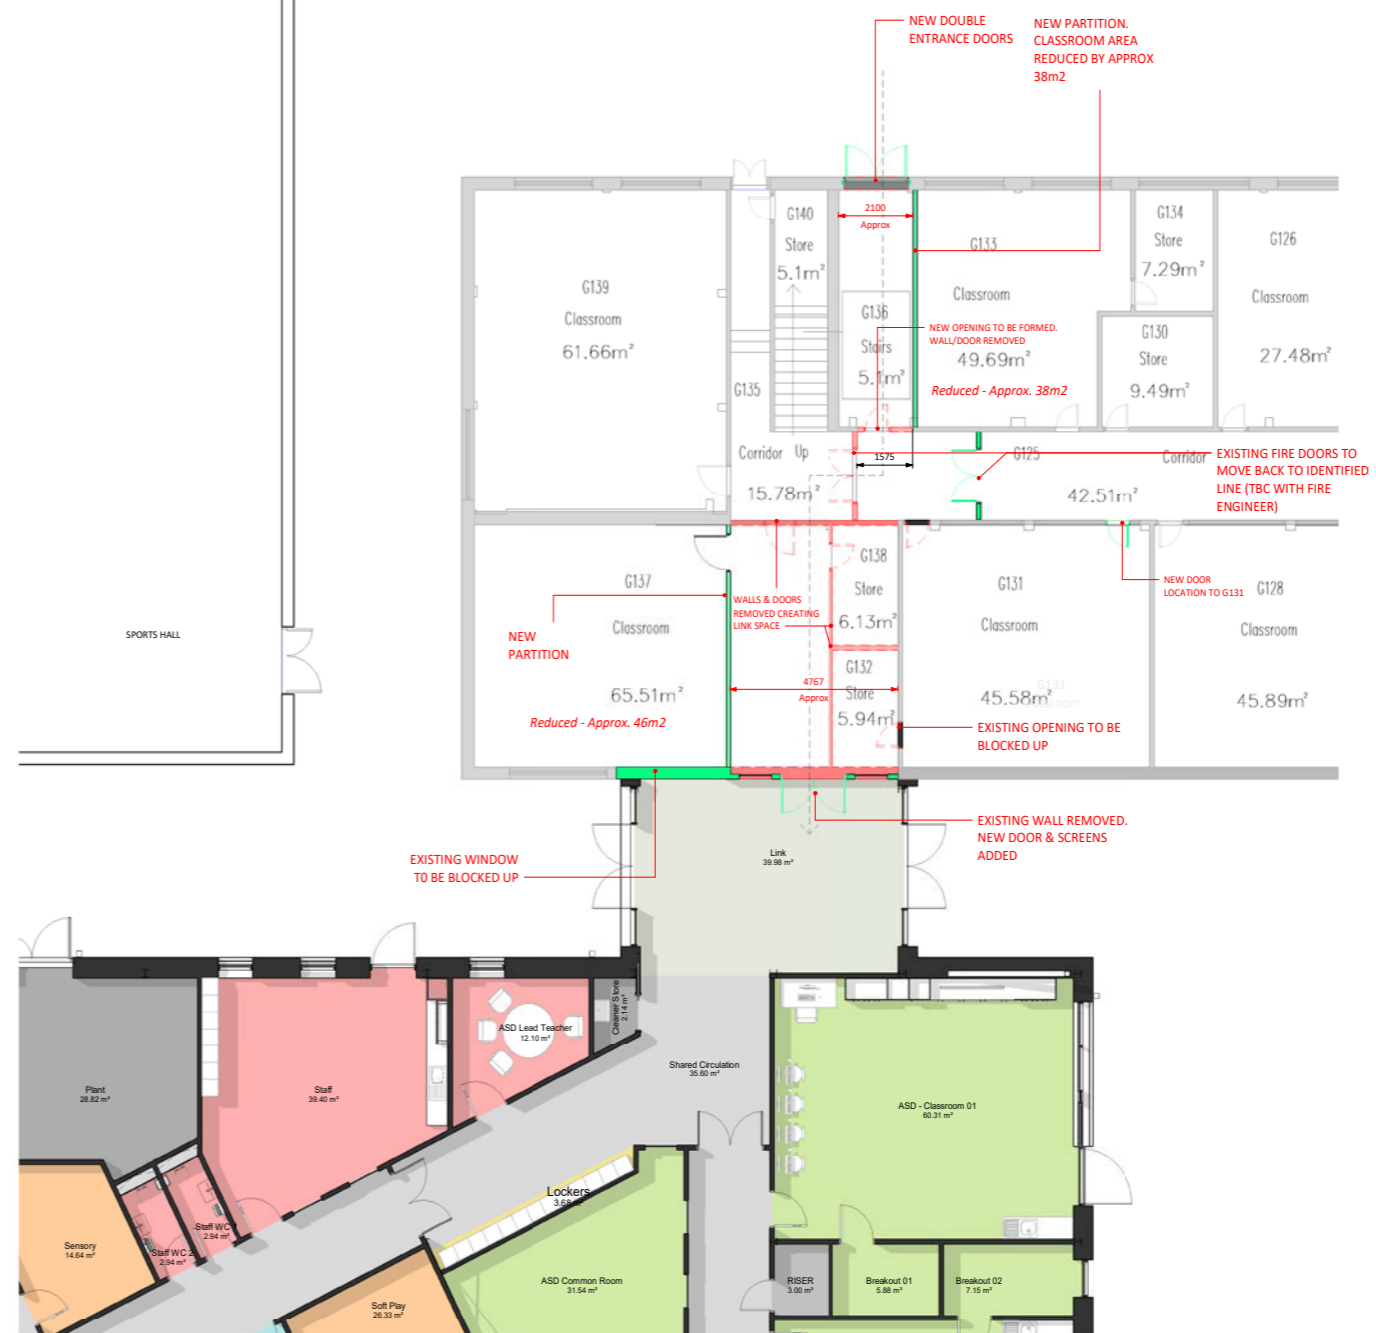 NEW DOUBLE
ENTRANCE DOORS
NEW PARTITION.
CLASSROOM AREA
REDUCED BY APPROX
38m2
2100
Approx
G140
Store
5.1m²
G133
Classroom
49.69m²
Reduced - Approx. 38m2
G134
Store
7.29m²
G126
Classroom
27.48m²
G139
Classroom
61.66m²
G136
Stairs
5.1m²
NEW OPENING TO BE FORMED.
WALL/DOOR REMOVED
G130
Store
9.49m²
G135
Corridor
Up
15.78m²
1575
G125
Corridor
42.51m²
EXISTING FIRE DOORS TO
MOVE BACK TO IDENTIFIED
LINE (TBC WITH FIRE
ENGINEER)
G137
Classroom
65.51m²
Reduced - Approx. 46m2
NEW
PARTITION
WALLS & DOORS
REMOVED CREATING
LINK SPACE
G138
Store
6.13m²
G132
Store
5.94m²
4767
Approx
G131
Classroom
45.58m²
G131
NEW DOOR
LOCATION TO G131
G128
Classroom
45.89m²
SPORTS HALL
EXISTING OPENING TO BE
BLOCKED UP
EXISTING WALL REMOVED.
NEW DOOR & SCREENS
ADDED
EXISTING WINDOW
TO BE BLOCKED UP
Link
39.98 m²
Plant
28.82 m²
Staff
39.40 m²
ASD Lead Teacher
12.10 m²
Cleaner Store
2.14 m²
Shared Circulation
35.60 m²
ASD - Classroom 01
60.31 m²
Lockers
3.68 m²
Sensory
14.64 m²
Staff WC 2
2.94 m²
Staff WC
2.94 m²
Soft Play
26.33 m²
ASD Common Room
31.54 m²
RISER
3.00 m²
Breakout 01
5.88 m²
Breakout 02
7.15 m²